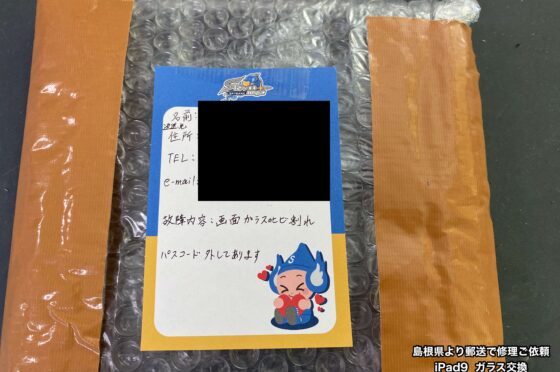 名前:
住所:
TEL:
e-mail:
故障内容:画面ガラスヒビ割れ
パスコード外してあります
島根県より郵送で修理ご依頼
iPad9 ガラス交換